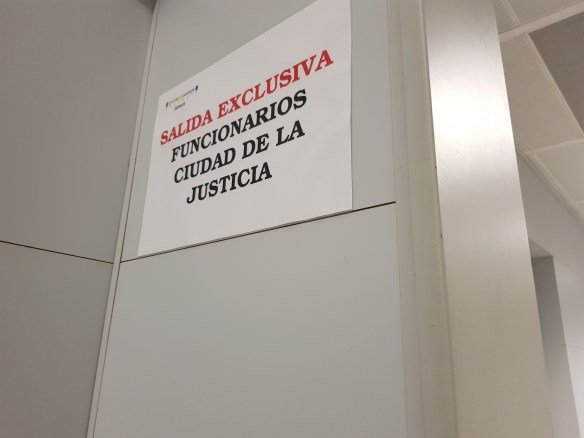 SALIDA EXCLUSIVA
FUNCIONARIOS
CIUDAD DE LA
JUSTICIA